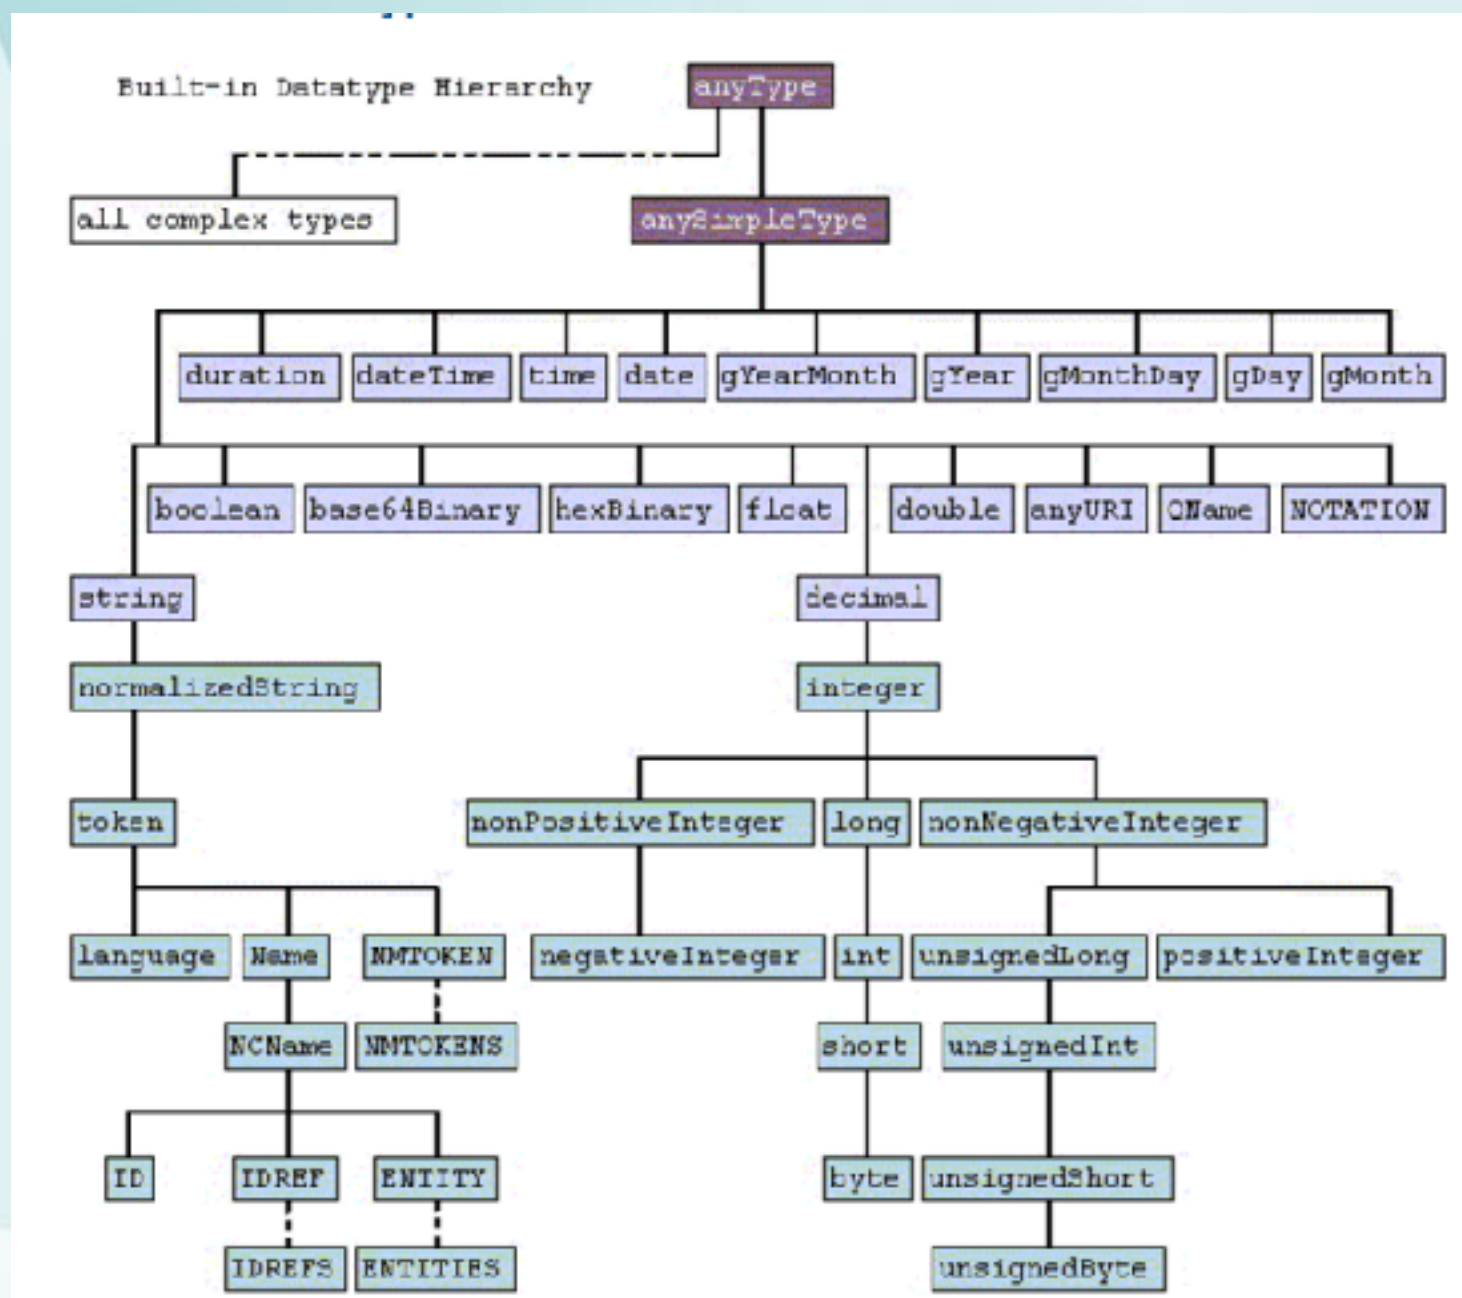 Built-in Datatype Hierarchy
anyType
all complex types
anySimpleType
duration dateTime time date gYearMonth gYear gMonthDay gDay gMonth
boolean base64Binary hexBinary float double anyURI QName NOTATION
string decimal
normalizedString integer
token nonPositiveInteger long nonNegativeInteger
language Name NMTOKEN negativeInteger int unsignedLong positiveInteger
NCName NMTOKENS short unsignedInt
ID IDREF ENTITY byte unsignedShort
IDREFS ENTITIES unsignedByte